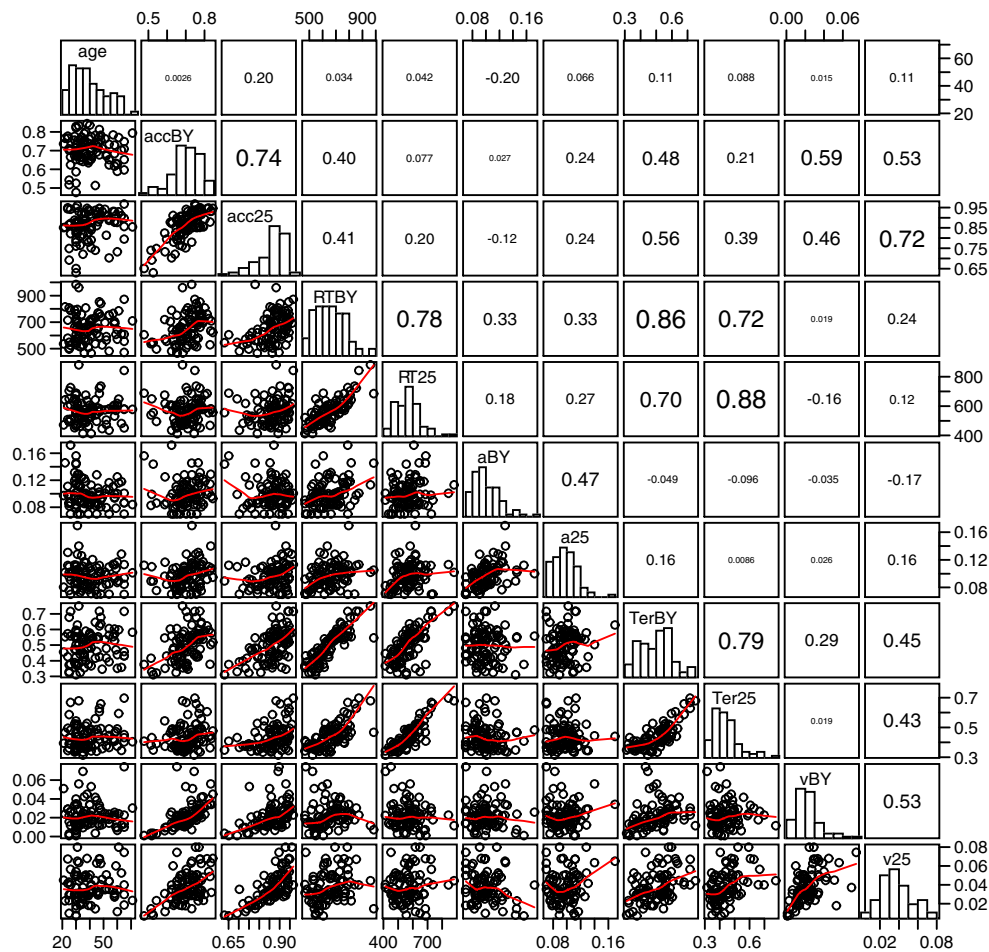 0.5 0.8 500 900 0.08 0.16 0.3 0.6 0.00 0.06
age 0.0026 0.20 0.034 0.042 -0.20 0.066 0.11 0.088 0.015 0.11 20 40 60
0.5 0.6 0.7 0.8 accBY 0.74 0.40 0.077 0.027 0.24 0.48 0.21 0.59 0.53
acc25 0.41 0.20 -0.12 0.24 0.56 0.39 0.46 0.72 0.65 0.75 0.85 0.95
500 700 900 RTBY 0.78 0.33 0.33 0.86 0.72 0.019 0.24
RT25 0.18 0.27 0.70 0.88 -0.16 0.12 400 600 800
0.08 0.12 0.16 aBY 0.47 -0.049 -0.096 -0.035 -0.17
a25 0.16 0.0086 0.026 0.16 0.08 0.12 0.16
0.3 0.4 0.5 0.6 0.7 TerBY 0.79 0.29 0.45
Ter25 0.019 0.43 0.3 0.5 0.7
0.00 0.02 0.04 0.06 vBY 0.53
v25 0.02 0.04 0.06 0.08
20 50 0.65 0.90 400 700 0.08 0.16 0.3 0.6 0.02 0.08